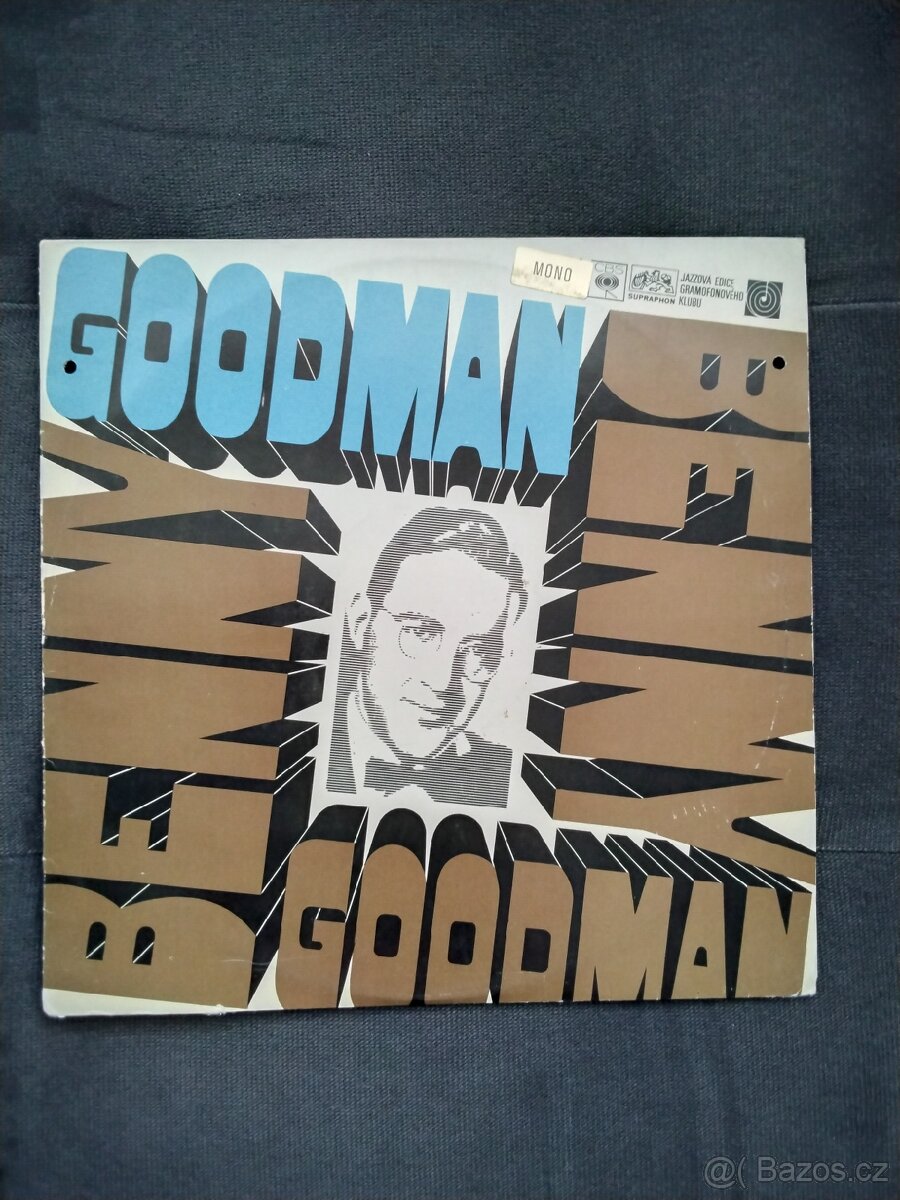 GOODMAN
MONO
CBS
SUPRAPHON
JAZZOVÁ EDICE
GRAMOFONOVÉHO
KLUBU
BENNY
BENNY
GOODMAN
@( Bazos.cz